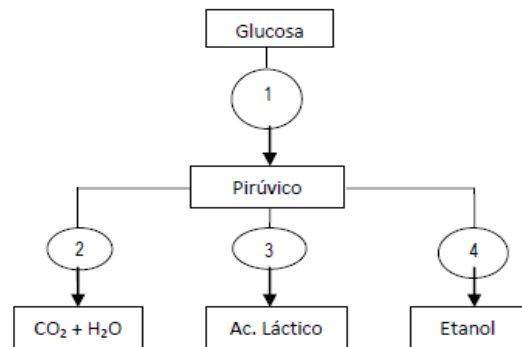 Glucosa
1
Pirúvico
2
3
4
CO₂ + H₂O
Ac. Láctico
Etanol